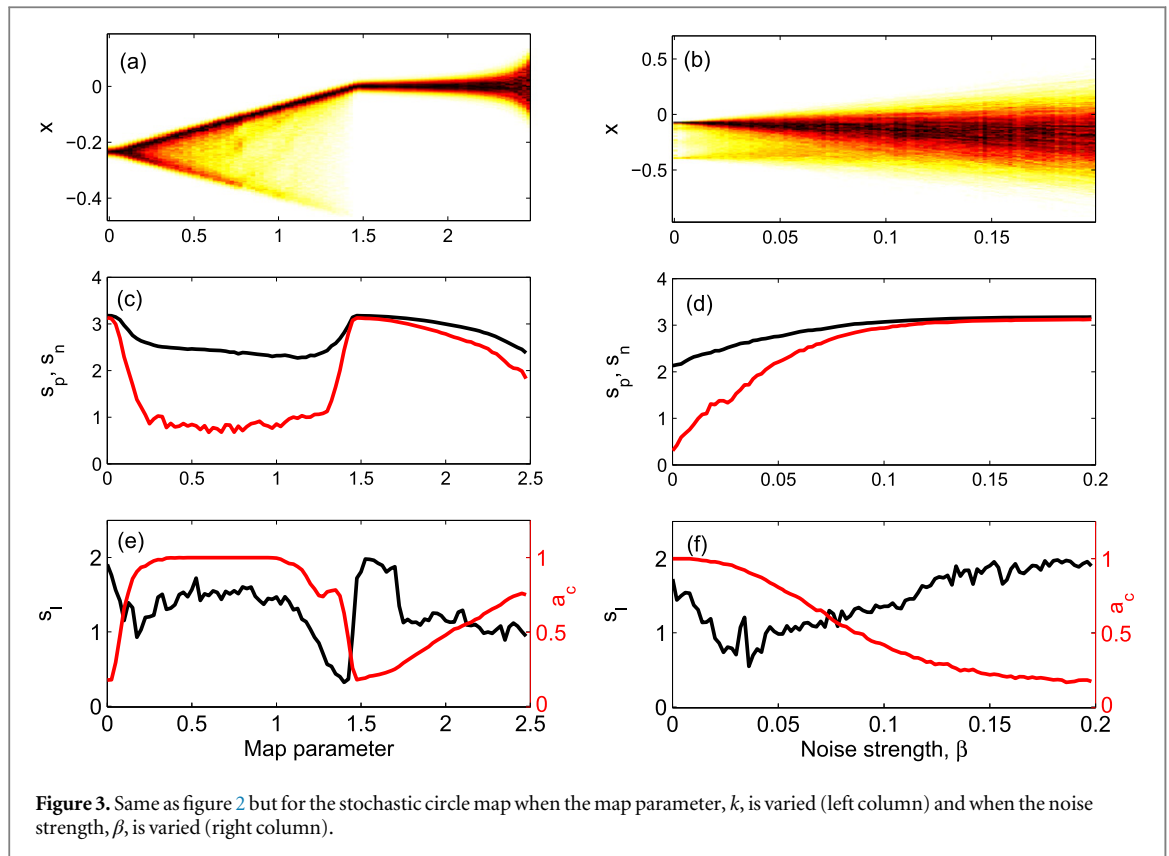 (a)
x
0
−0.2
−0.4
0 0.5 1 1.5 2
(b)
x
0.5
0
−0.5
0 0.05 0.1 0.15
(c)
s_p, s_n
4
3
2
1
0
0 0.5 1 1.5 2 2.5
(d)
s_p, s_n
4
3
2
1
0
0 0.05 0.1 0.15 0.2
(e)
s_l
2
1
0
a_c
1
0.5
0
0 0.5 1 1.5 2 2.5
Map parameter
(f)
s_l
2
1
0
a_c
1
0.5
0
0 0.05 0.1 0.15 0.2
Noise strength, β
Figure 3. Same as figure 2 but for the stochastic circle map when the map parameter, k, is varied (left column) and when the noise
strength, β, is varied (right column).